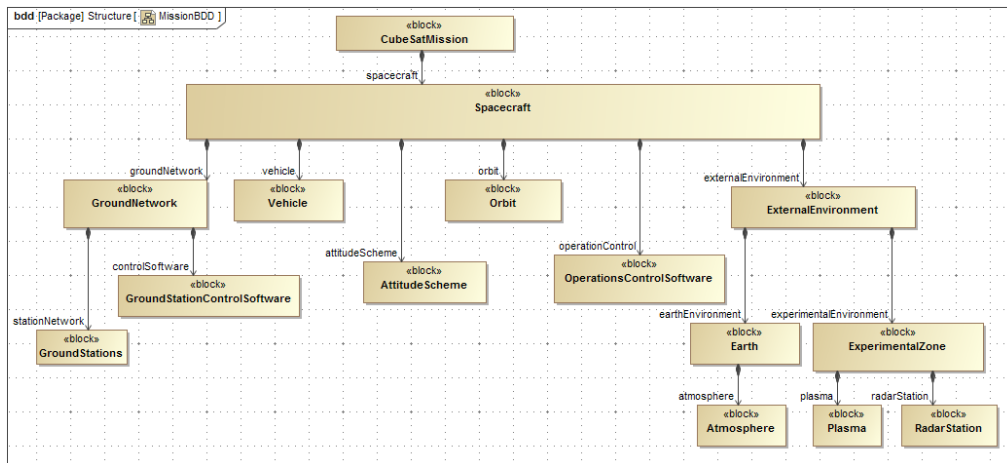 bdd [Package] Structure [ MissionBDD ]
«block»
CubeSatMission
spacecraft
«block»
Spacecraft
groundNetwork
vehicle
orbit
externalEnvironment
«block»
GroundNetwork
«block»
Vehicle
«block»
Orbit
«block»
ExternalEnvironment
attitudeScheme
operationControl
controlSoftware
«block»
GroundStationControlSoftware
«block»
AttitudeScheme
«block»
OperationsControlSoftware
stationNetwork
earthEnvironment
experimentalEnvironment
«block»
GroundStations
«block»
Earth
«block»
ExperimentalZone
atmosphere
plasma
radarStation
«block»
Atmosphere
«block»
Plasma
«block»
RadarStation